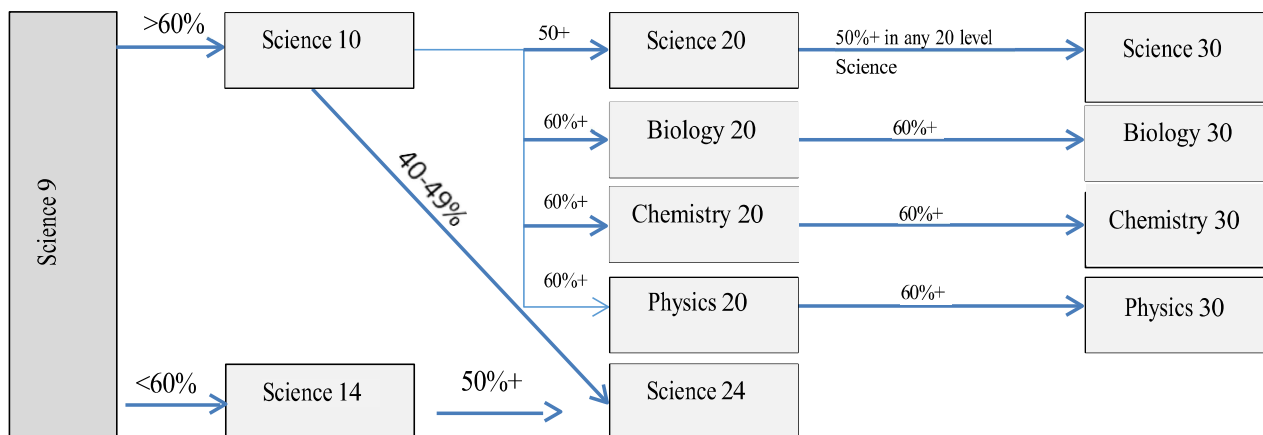 Science 9
>60%
Science 10
50+
Science 20
50%+ in any 20 level
Science
Science 30
60%+
Biology 20
60%+
Biology 30
40-49%
60%+
Chemistry 20
60%+
Chemistry 30
60%+
Physics 20
60%+
Physics 30
<60%
Science 14
50%+
Science 24